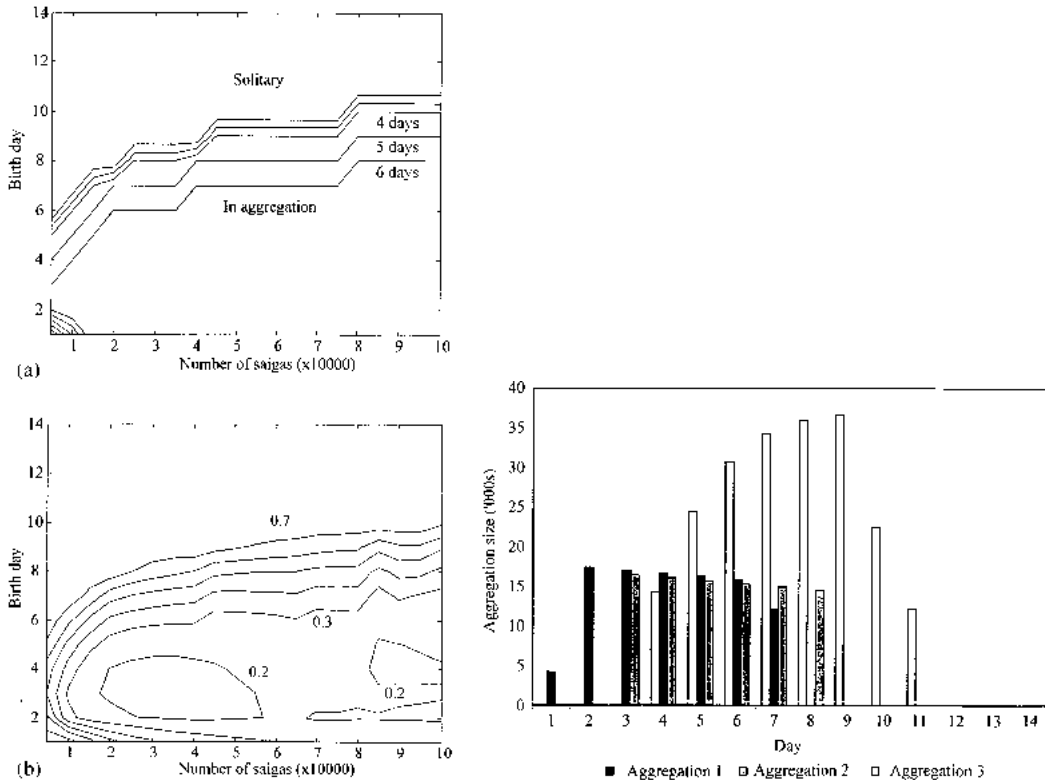 14
12
10
8
6
4
2
Birth day
Solitary
4 days
5 days
6 days
In aggregation
1 2 3 4 5 6 7 8 9 10
Number of saigas (x10000)
(a)
14
12
10
8
6
4
2
Birth day
0.7
0.3
0.2
0.2
1 2 3 4 5 6 7 8 9 10
Number of saigas (x10000)
(b)
40
35
30
25
20
15
10
5
0
Aggregation size ('000s)
1 2 3 4 5 6 7 8 9 10 11 12 13 14
Day
Aggregation 1 Aggregation 2 Aggregation 3